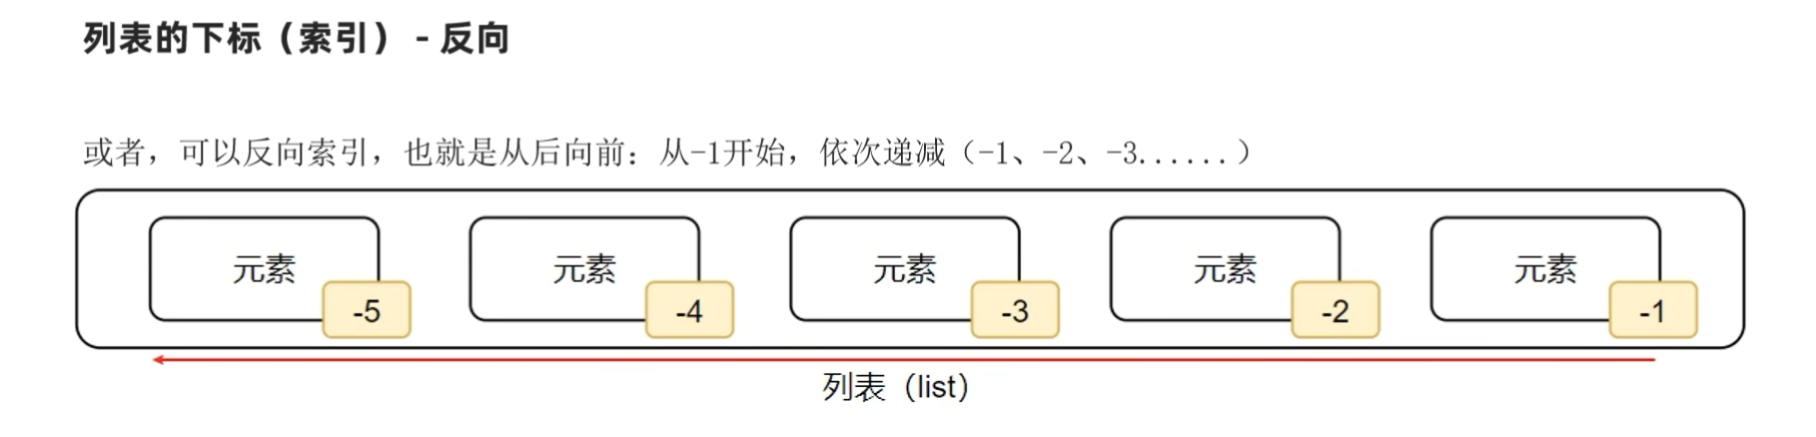 列表的下标（索引） - 反向
或者，可以反向索引，也就是从后向前：从-1开始，依次递减（-1、-2、-3......）
元素 元素 元素 元素 元素
-5 -4 -3 -2 -1
列表（list）